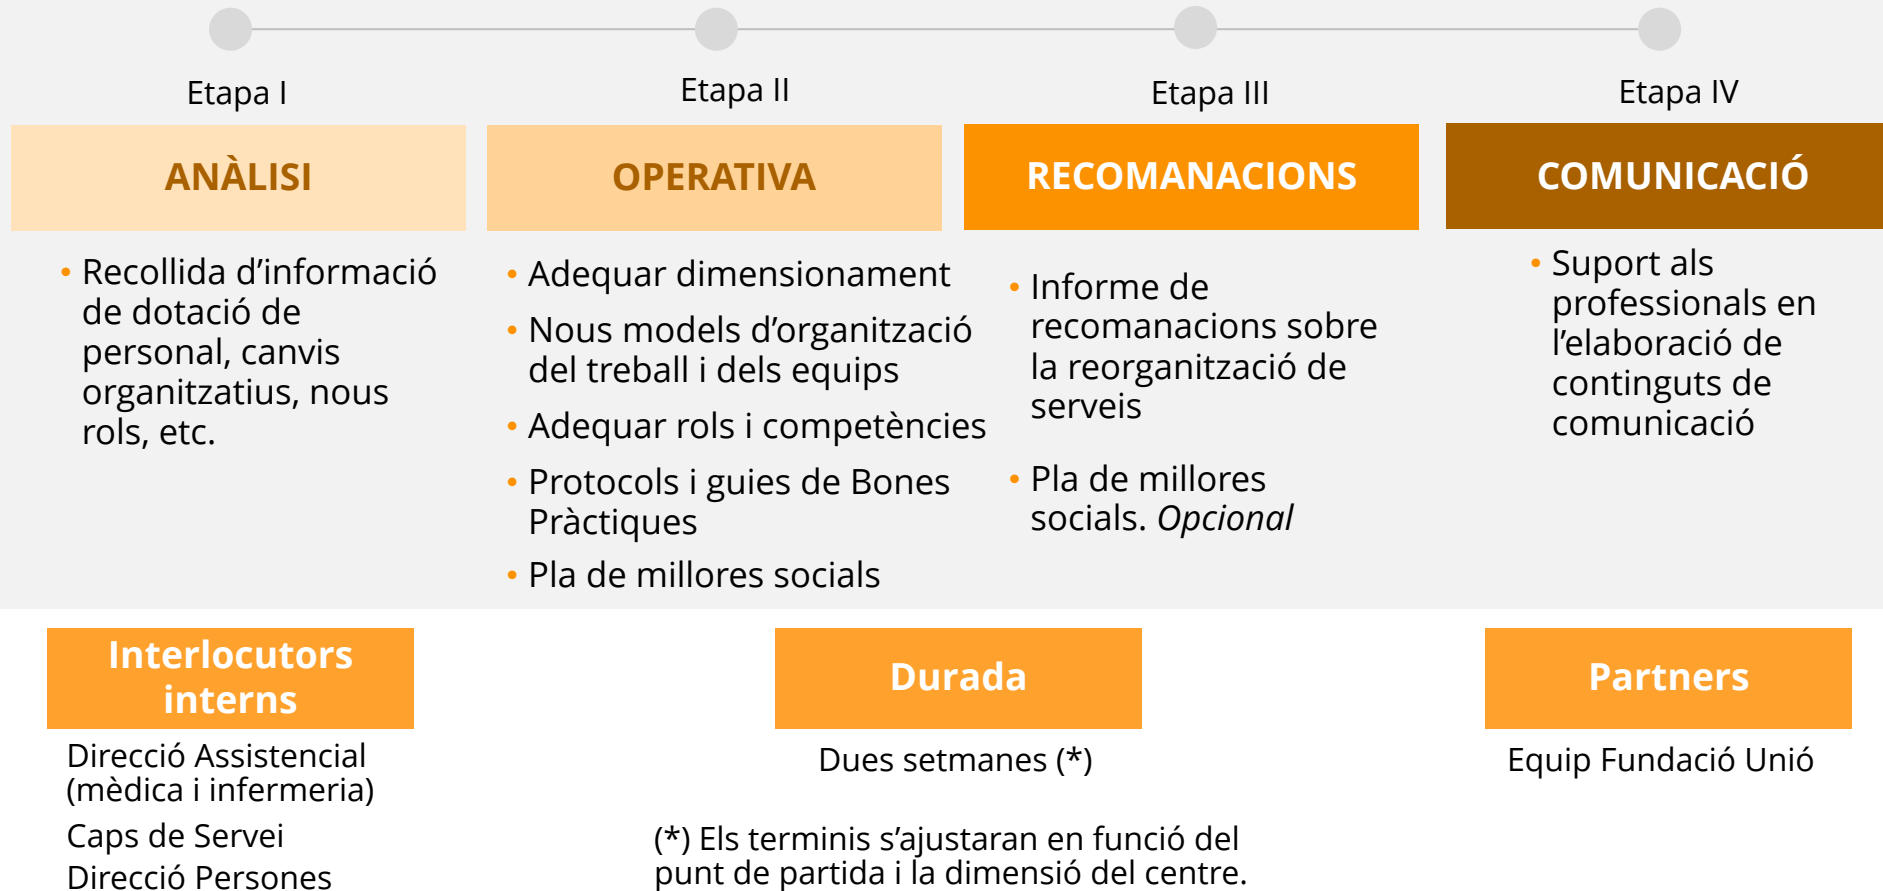 Etapa I
Etapa II
Etapa III
Etapa IV
ANÀLISI
OPERATIVA
RECOMANACIONS
COMUNICACIÓ
• Recollida d’informació
de dotació de
personal, canvis
organitzatius, nous
rols, etc.
• Adequar dimensionament
• Nous models d’organització
del treball i dels equips
• Adequar rols i competències
• Protocols i guies de Bones
Pràctiques
• Pla de millores socials
• Informe de
recomanacions sobre
la reorganització de
serveis
• Pla de millores
socials. Opcional
• Suport als
professionals en
l’elaboració de
continguts de
comunicació
Interlocutors
interns
Direcció Assistencial
(mèdica i infermeria)
Caps de Servei
Direcció Persones
Durada
Dues setmanes (*)
(*) Els terminis s’ajustaran en funció del
punt de partida i la dimensió del centre.
Partners
Equip Fundació Unió